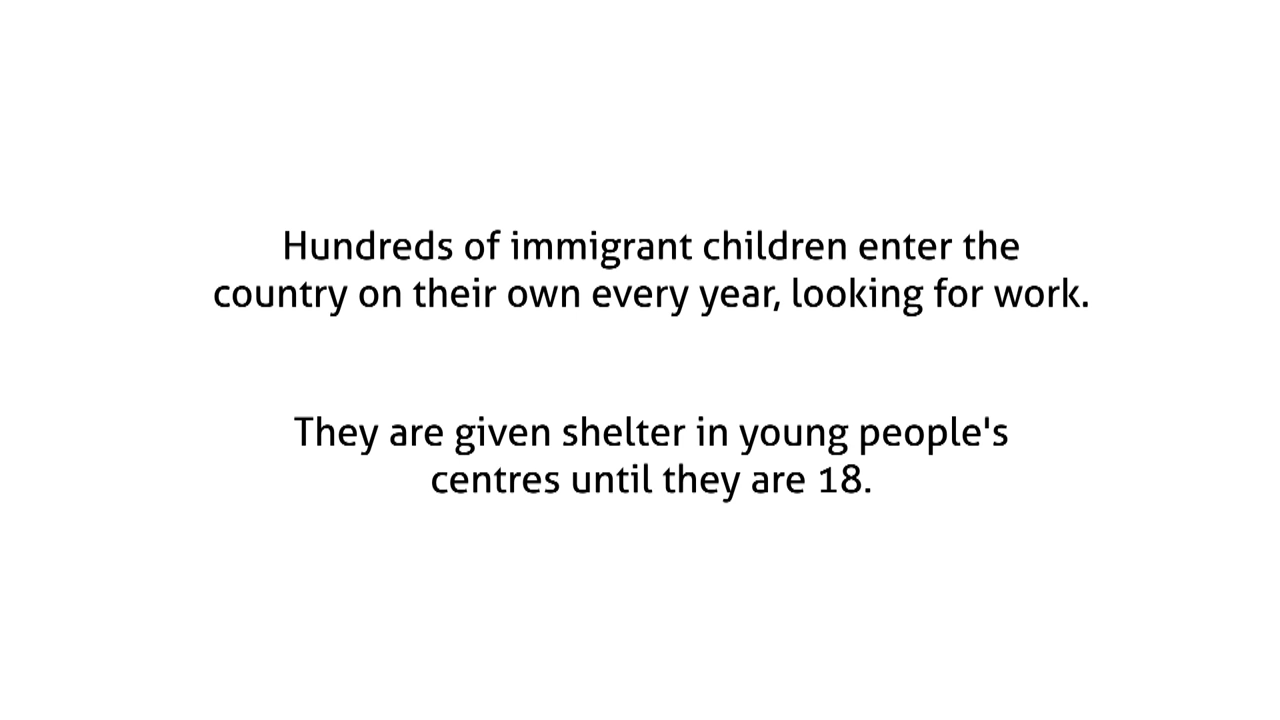 Hundreds of immigrant children enter the
country on their own every year, looking for work.
They are given shelter in young people's
centres until they are 18.